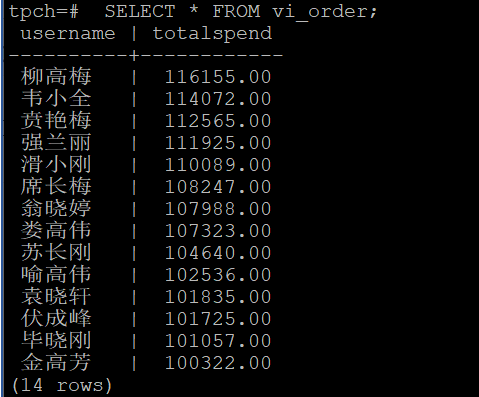 tpch=#  SELECT * FROM vi_order;
 username | totalspend
----------+------------
 柳高梅   |  116155.00
 韦小全   |  114072.00
 贲艳梅   |  112565.00
 强兰丽   |  111925.00
 滑小刚   |  110089.00
 席长梅   |  108247.00
 翁晓婷   |  107988.00
 娄高伟   |  107323.00
 苏长刚   |  104640.00
 喻高伟   |  102536.00
 袁晓轩   |  101835.00
 伏成峰   |  101725.00
 毕晓刚   |  101057.00
 金高芳   |  100322.00
(14 rows)